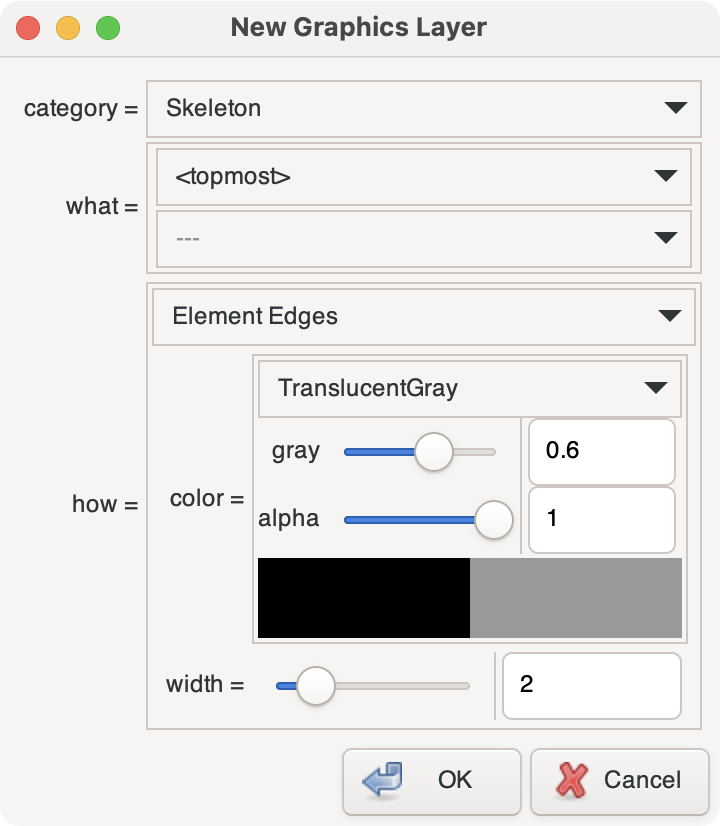 New Graphics Layer
category =
Skeleton
what =
<topmost>
---
how =
Element Edges
color =
TranslucentGray
gray
0.6
alpha
1
width =
2
OK
Cancel